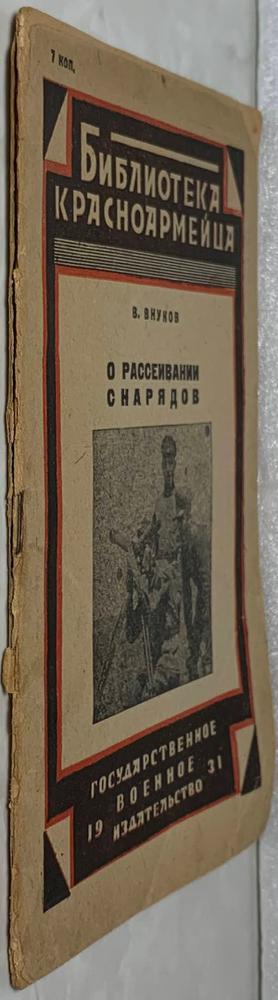 7 коп.
БИБЛИОТЕКА
КРАСНОАРМЕЙЦА
В. ВНУКОВ
О РАССЕИВАНИИ
СНАРЯДОВ
ГОСУДАРСТВЕННОЕ
ВОЕННОЕ
19 ИЗДАТЕЛЬСТВО 31